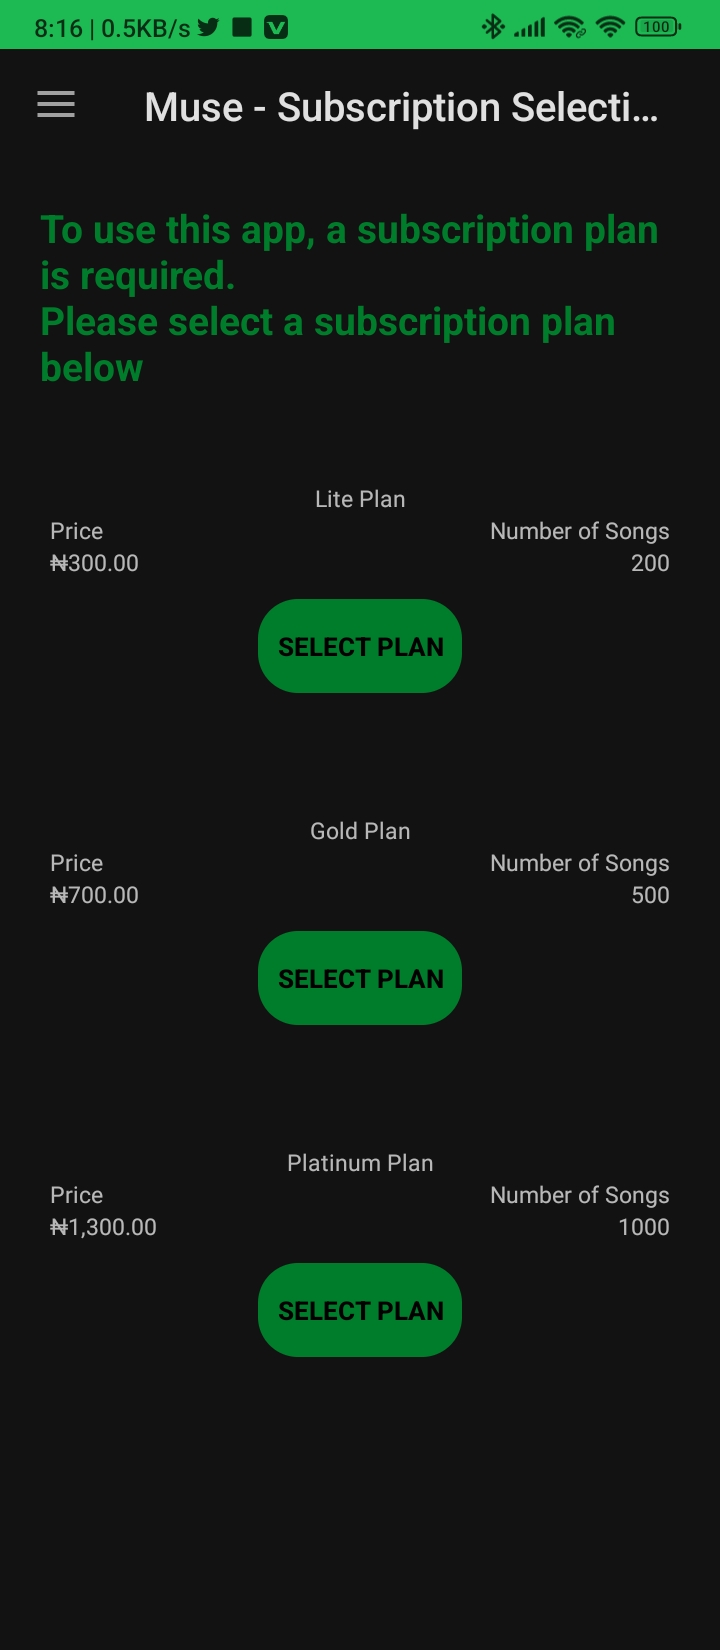 8:16 | 0.5KB/s 100
Muse - Subscription Selecti...
To use this app, a subscription plan
is required.
Please select a subscription plan
below
Lite Plan
Price Number of Songs
₦300.00 200
SELECT PLAN
Gold Plan
Price Number of Songs
₦700.00 500
SELECT PLAN
Platinum Plan
Price Number of Songs
₦1,300.00 1000
SELECT PLAN